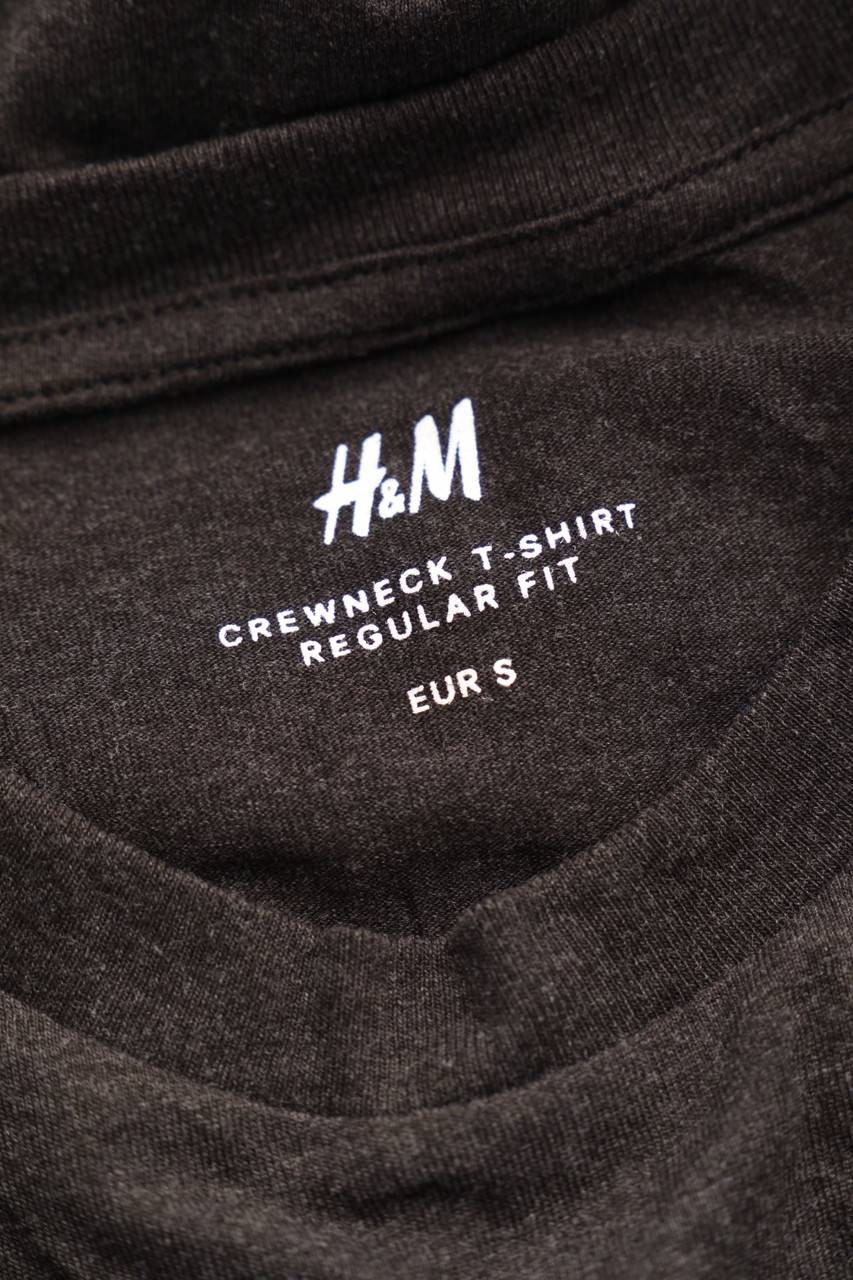 H&M
CREWNECK T-SHIRT
REGULAR FIT
EUR S